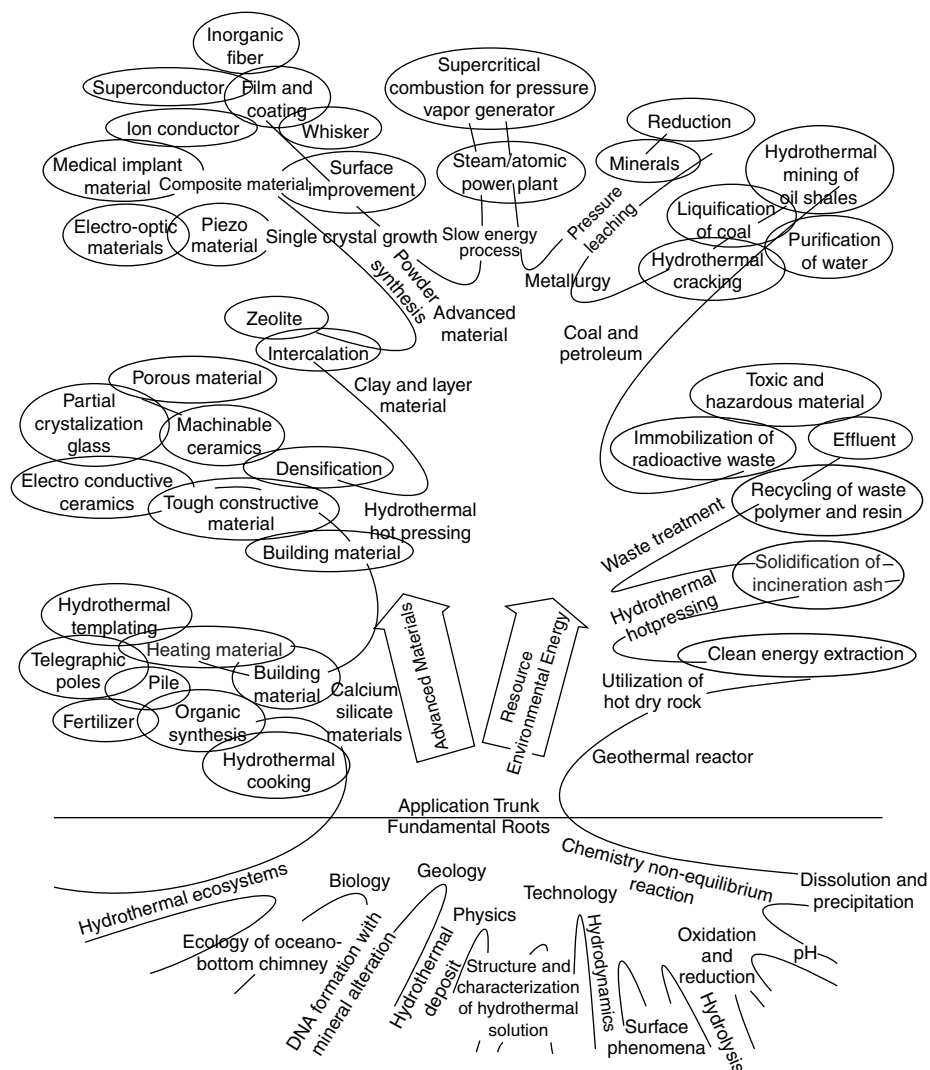 Inorganic
fiber
Superconductor
Film and
coating
Ion conductor
Whisker
Medical implant
material
Composite material
Surface
improvement
Electro-optic
materials
Piezo
material
Single crystal growth
Powder
synthesis
Supercritical
combustion for pressure
vapor generator
Steam/atomic
power plant
Slow energy
process
Advanced
material
Reduction
Minerals
Pressure
leaching
Metallurgy
Hydrothermal
mining of
oil shales
Liquification
of coal
Purification
of water
Hydrothermal
cracking
Coal and
petroleum
Zeolite
Intercalation
Clay and layer
material
Porous material
Partial
crystalization
glass
Machinable
ceramics
Densification
Electro conductive
ceramics
Tough constructive
material
Hydrothermal
hot pressing
Building material
Toxic and
hazardous material
Immobilization of
radioactive waste
Effluent
Recycling of waste
polymer and resin
Waste treatment
Solidification of
incineration ash
Hydrothermal
hotpressing
Clean energy extraction
Utilization of
hot dry rock
Geothermal reactor
Hydrothermal
templating
Heating material
Telegraphic
poles
Pile
Building
material
Calcium
silicate
materials
Fertilizer
Organic
synthesis
Hydrothermal
cooking
Advanced Materials
Resource
Environmental Energy
Application Trunk
Fundamental Roots
Hydrothermal ecosystems
Biology
Geology
Physics
Technology
Chemistry non-equilibrium
reaction
Dissolution and
precipitation
Ecology of oceano-
bottom chimney
DNA formation with
mineral alteration
Hydrothermal
deposit
Structure and
characterization
of hydrothermal
solution
Hydrodynamics
Surface
phenomena
Oxidation
and
reduction
Hydrolysis
pH